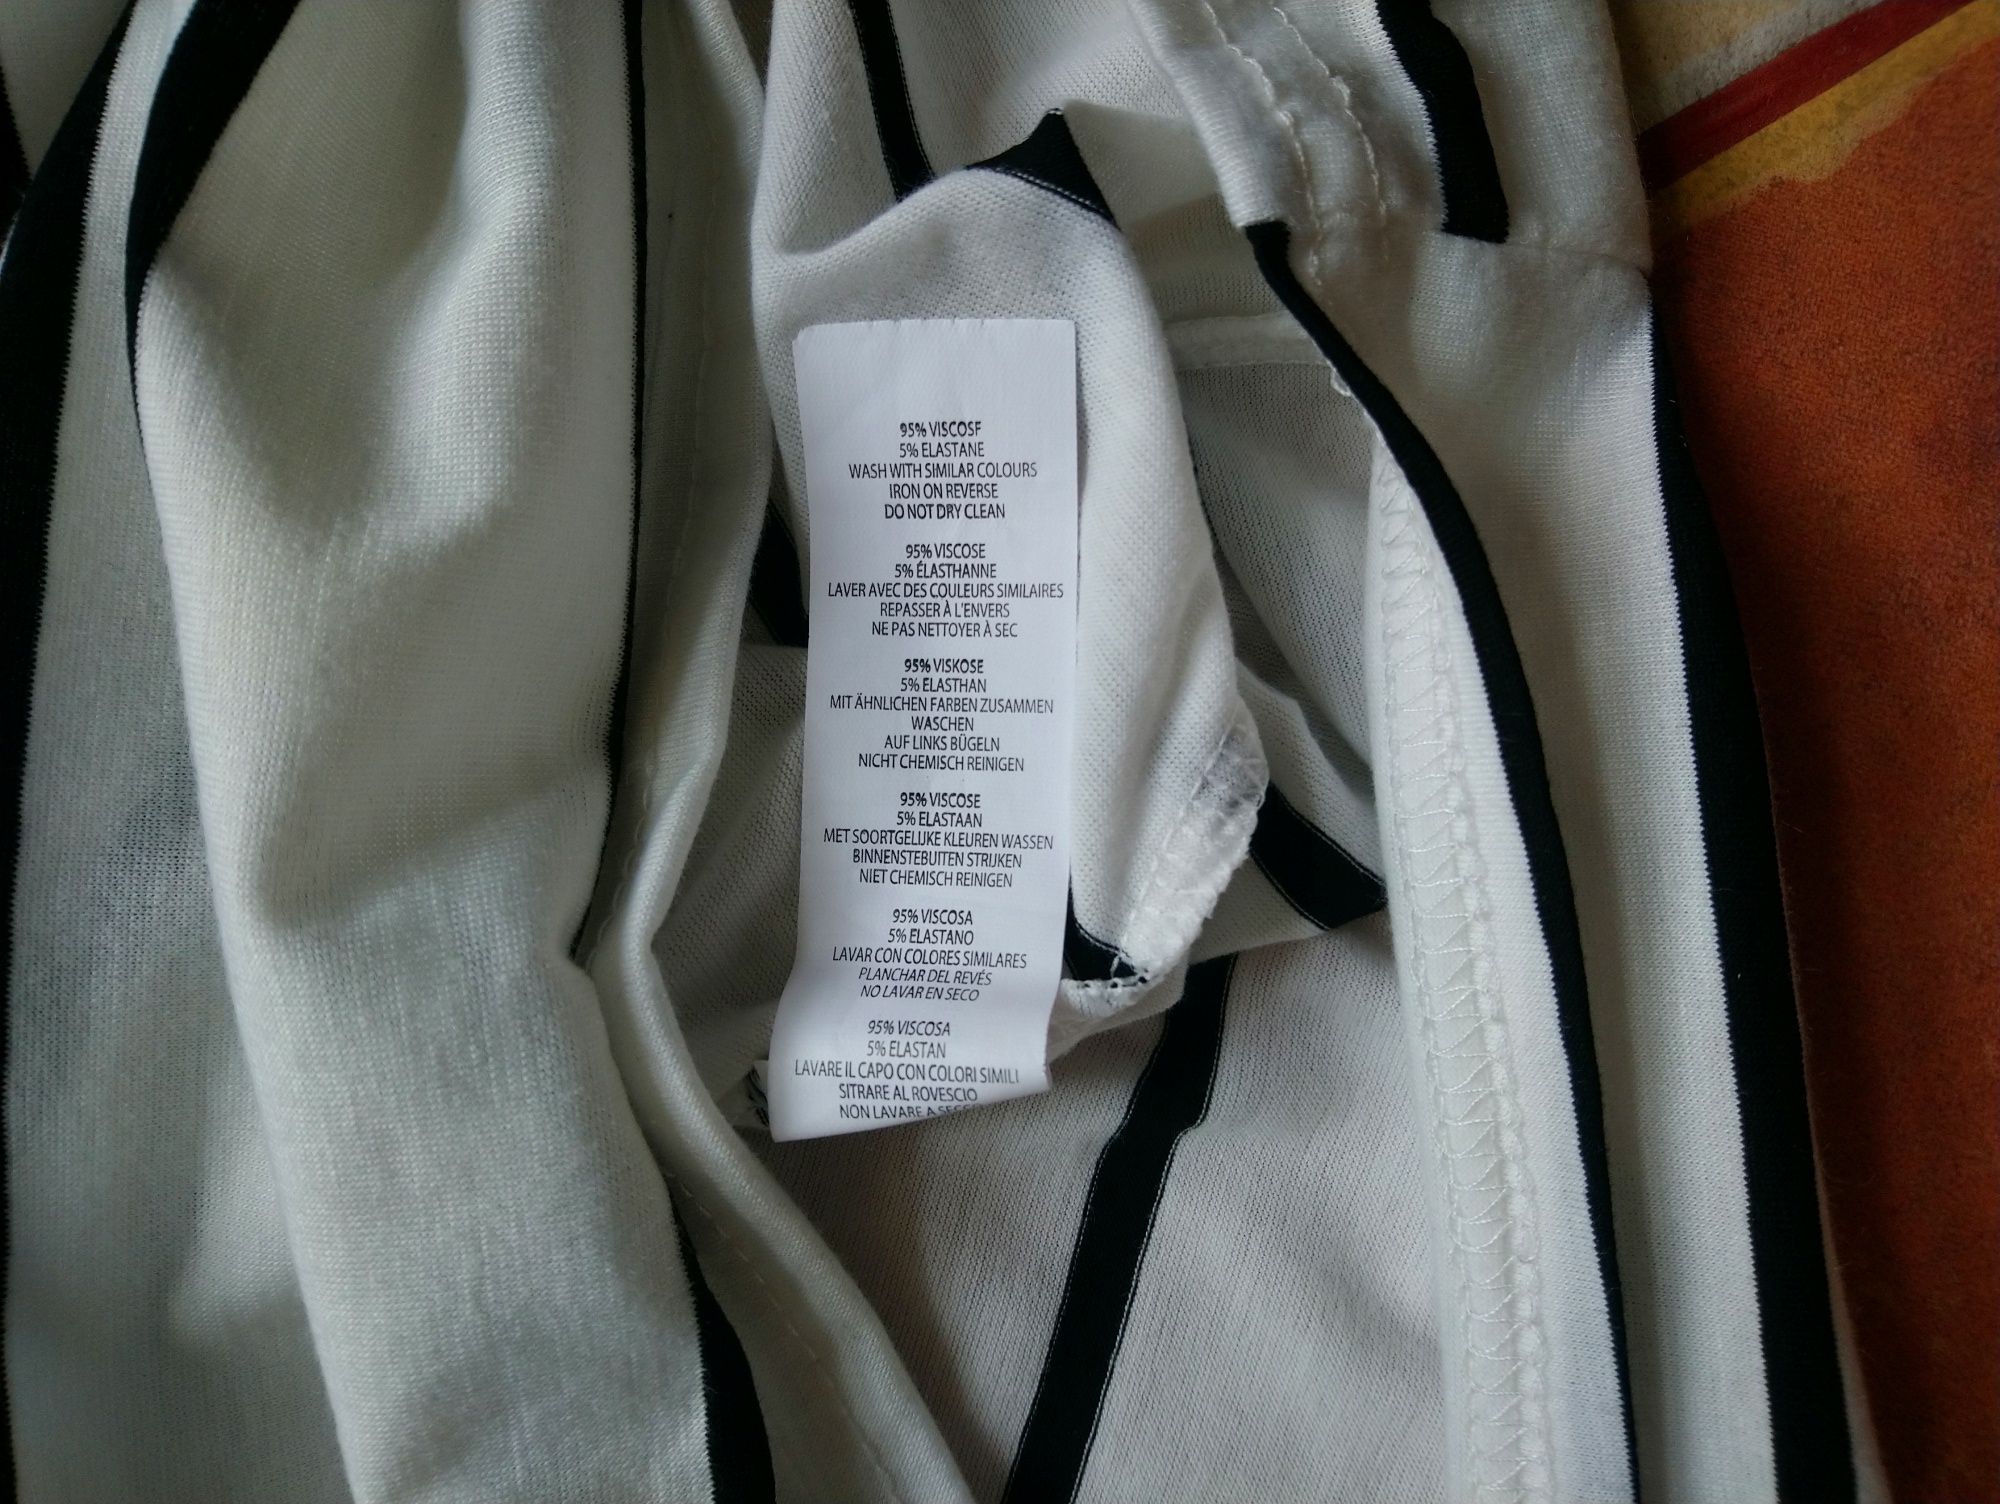 95% VISCOSF
5% ELASTANE
WASH WITH SIMILAR COLOURS
IRON ON REVERSE
DO NOT DRY CLEAN
95% VISCOSE
5% ÉLASTHANNE
LAVER AVEC DES COULEURS SIMILAIRES
REPASSER À L'ENVERS
NE PAS NETTOYER À SEC
95% VISKOSE
5% ELASTHAN
MIT ÄHNLICHEN FARBEN ZUSAMMEN
WASCHEN
AUF LINKS BÜGELN
NICHT CHEMISCH REINIGEN
95% VISCOSE
5% ELASTAAN
MET SOORTGELIJKE KLEUREN WASSEN
BINNENSTEBUITEN STRIJKEN
NIET CHEMISCH REINIGEN
95% VISCOSA
5% ELASTANO
LAVAR CON COLORES SIMILARES
PLANCHAR DEL REVÉS
NO LAVAR EN SECO
95% VISCOSA
5% ELASTAN
LAVARE IL CAPO CON COLORI SIMILI
SITRARE AL ROVESCIO
NON LAVARE A SECCO